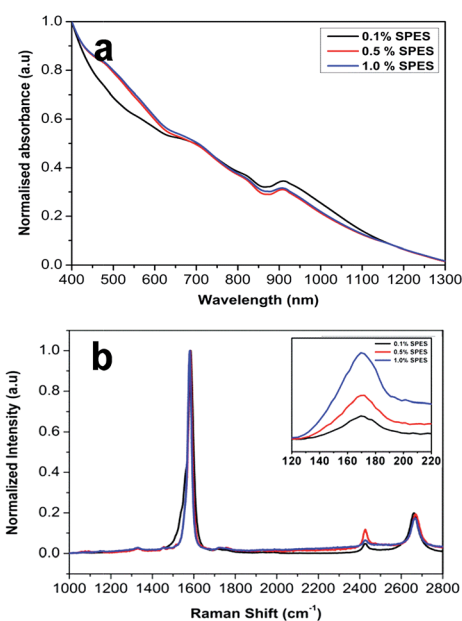 a
0.1% SPES
0.5 % SPES
1.0 % SPES
Normalised absorbance (a.u)
1.0
0.8
0.6
0.4
0.2
0.0
400 500 600 700 800 900 1000 1100 1200 1300
Wavelength (nm)
b
0.1% SPES
0.5% SPES
1.0% SPES
120 140 160 180 200 220
Normalized Intensity (a.u)
1.0
0.8
0.6
0.4
0.2
0.0
1000 1200 1400 1600 1800 2000 2200 2400 2600 2800
Raman Shift (cm⁻¹)